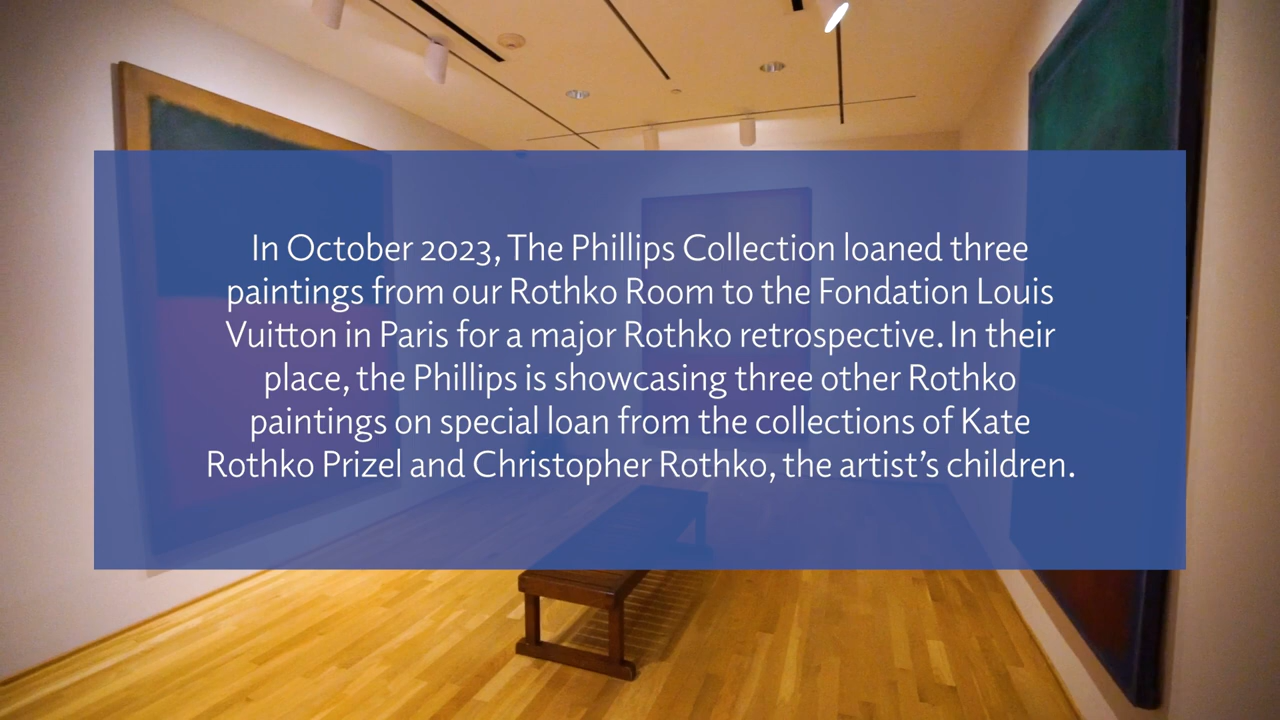 In October 2023, The Phillips Collection loaned three
paintings from our Rothko Room to the Fondation Louis
Vuitton in Paris for a major Rothko retrospective. In their
place, the Phillips is showcasing three other Rothko
paintings on special loan from the collections of Kate
Rothko Prizel and Christopher Rothko, the artist’s children.